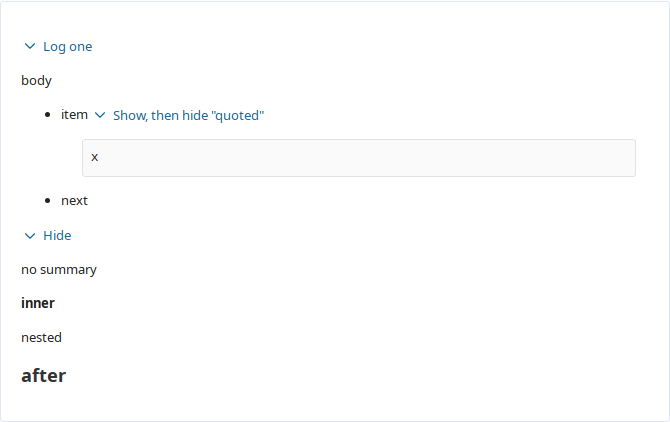 Log one
body
item Show, then hide "quoted"
x
next
Hide
no summary
inner
nested
after